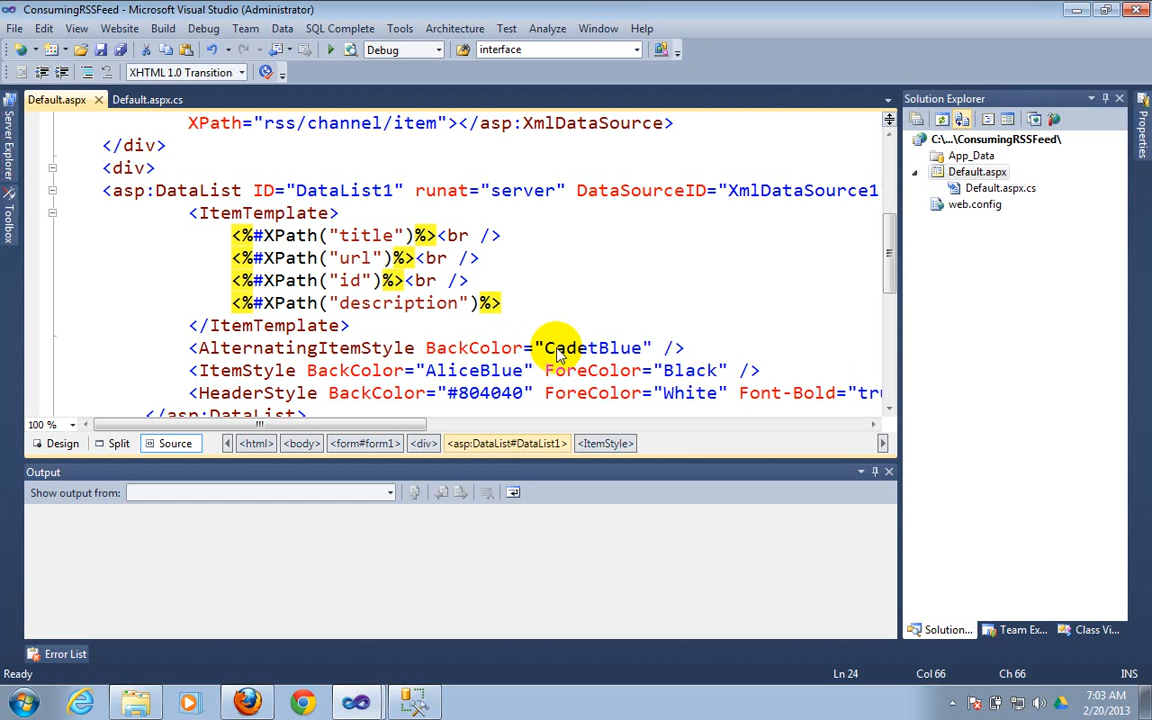 ConsumingRSSFeed - Microsoft Visual Studio (Administrator)
File Edit View Website Build Debug Team Data SQL Complete Tools Architecture Test Analyze Window Help
Debug interface
XHTML 1.0 Transition
Default.aspx Default.aspx.cs
XPath="rss/channel/item"></asp:XmlDataSource>
</div>
<div>
<asp:DataList ID="DataList1" runat="server" DataSourceID="XmlDataSource1
<ItemTemplate>
<%#XPath("title")%><br />
<%#XPath("url")%><br />
<%#XPath("id")%><br />
<%#XPath("description")%>
</ItemTemplate>
<AlternatingItemStyle BackColor="CadetBlue" />
<ItemStyle BackColor="AliceBlue" ForeColor="Black" />
<HeaderStyle BackColor="#804040" ForeColor="White" Font-Bold="tru
</asp:DataList>
100 %
Design Split Source <html> <body> <form#form1> <div> <asp:DataList#DataList1> <ItemStyle>
Output
Show output from:
Error List
Ready Ln 24 Col 66 Ch 66 INS
Server Explorer
Toolbox
Solution Explorer
C:\...\ConsumingRSSFeed\
App_Data
Default.aspx
Default.aspx.cs
web.config
Solution... Team Ex... Class Vi...
Properties
7:03 AM
2/20/2013